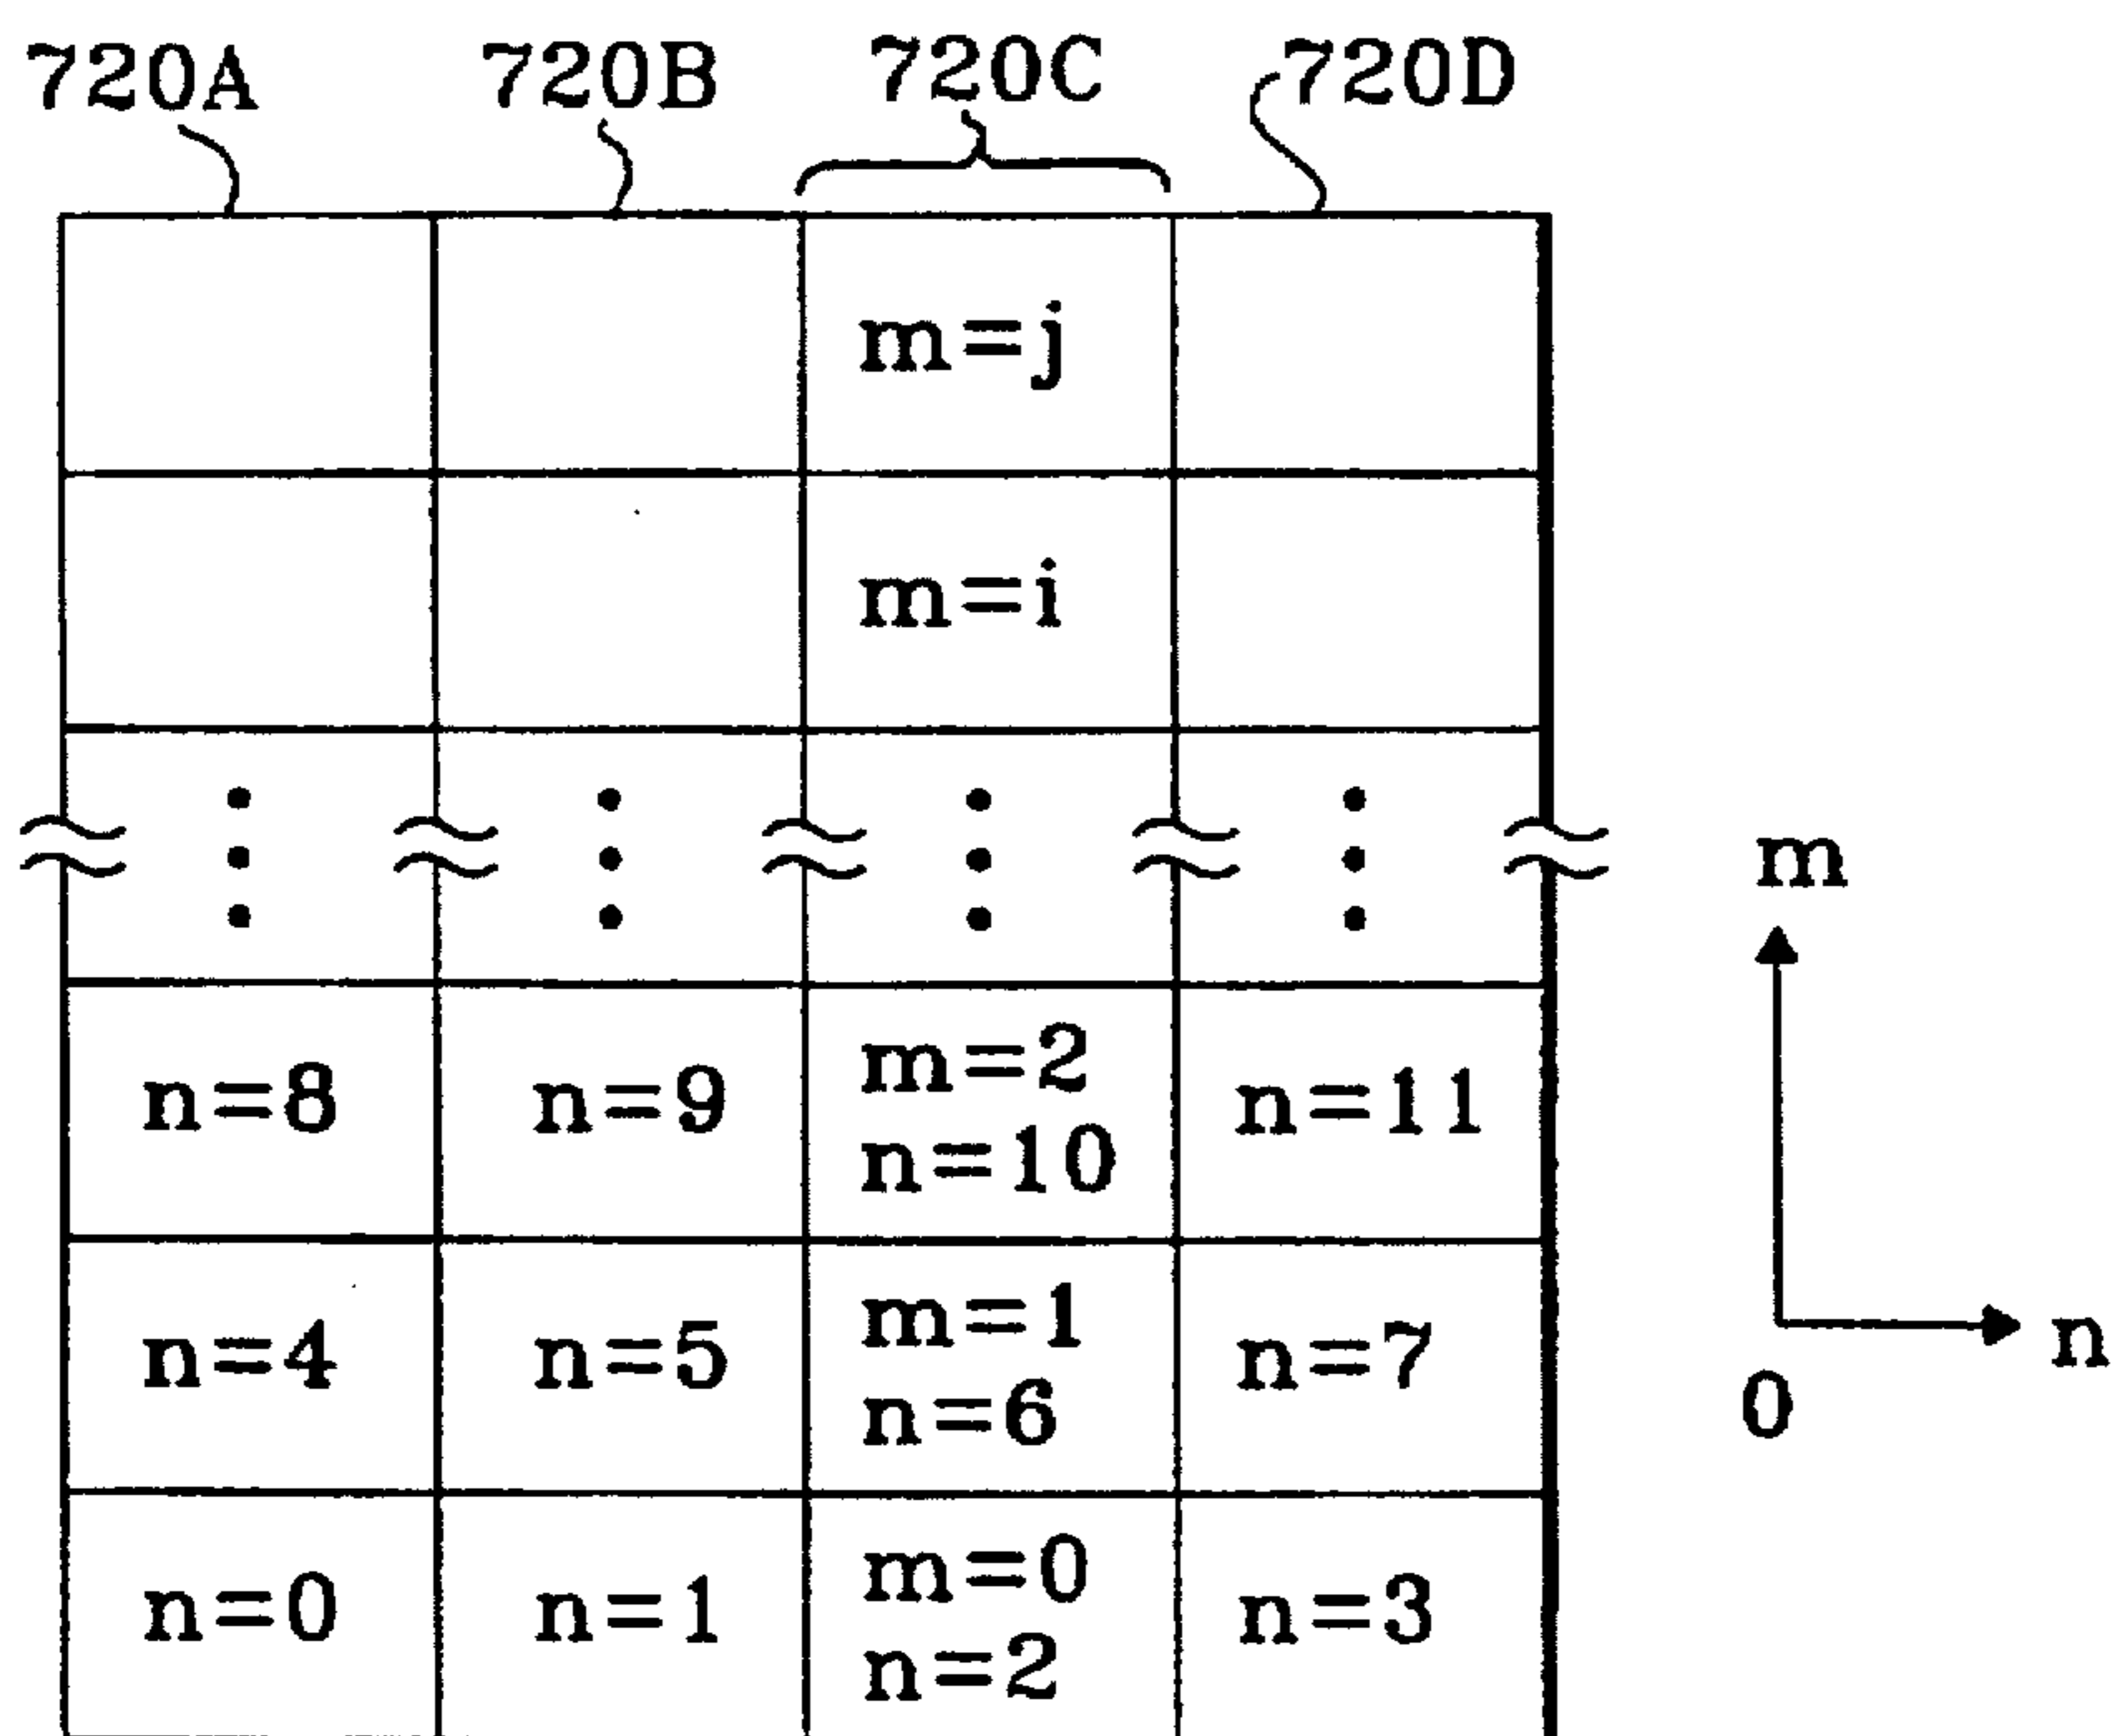 720A 720B 720C 720D
m=j
m=i
m
n=8 n=9 m=2 n=10 n=11
n=4 n=5 m=1 n=6 n=7
n
0
n=0 n=1 m=0 n=2 n=3